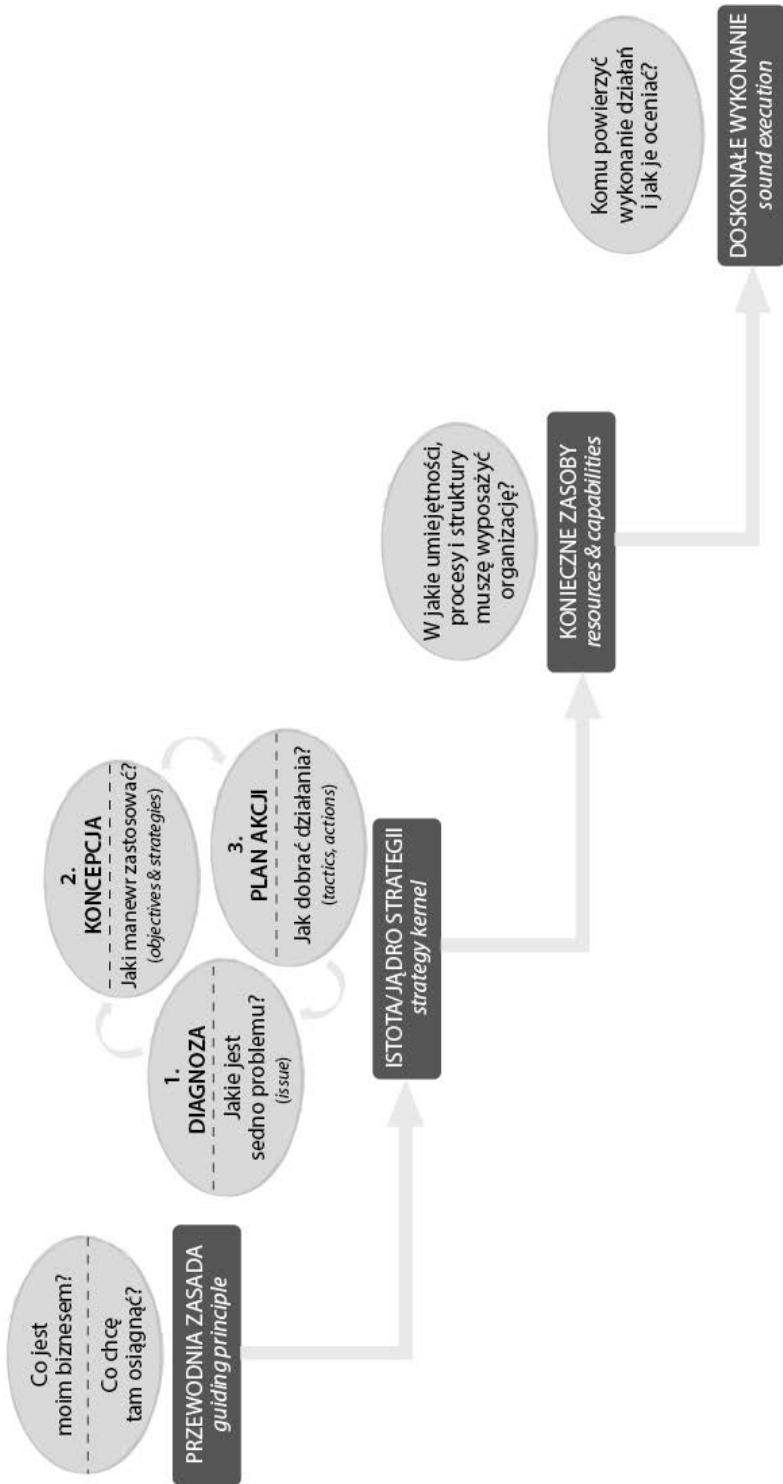 Co jest
moim biznesem?
Co chcę
tam osiągnąć?
PRZEWODNIA ZASADA
guiding principle
1.
DIAGNOZA
Jakie jest
sedno problemu?
(issue)
2.
KONCEPCJA
Jaki manewr zastosować?
(objectives & strategies)
3.
PLAN AKCJI
Jak dobrać działania?
(tactics, actions)
ISTOTA/JĄDRO STRATEGII
strategy kernel
W jakie umiejętności,
procesy i struktury
muszę wyposażyć
organizację?
KONIECZNE ZASOBY
resources & capabilities
Komu powierzyć
wykonanie działań
i jak je oceniać?
DOSKONAŁE WYKONANIE
sound execution